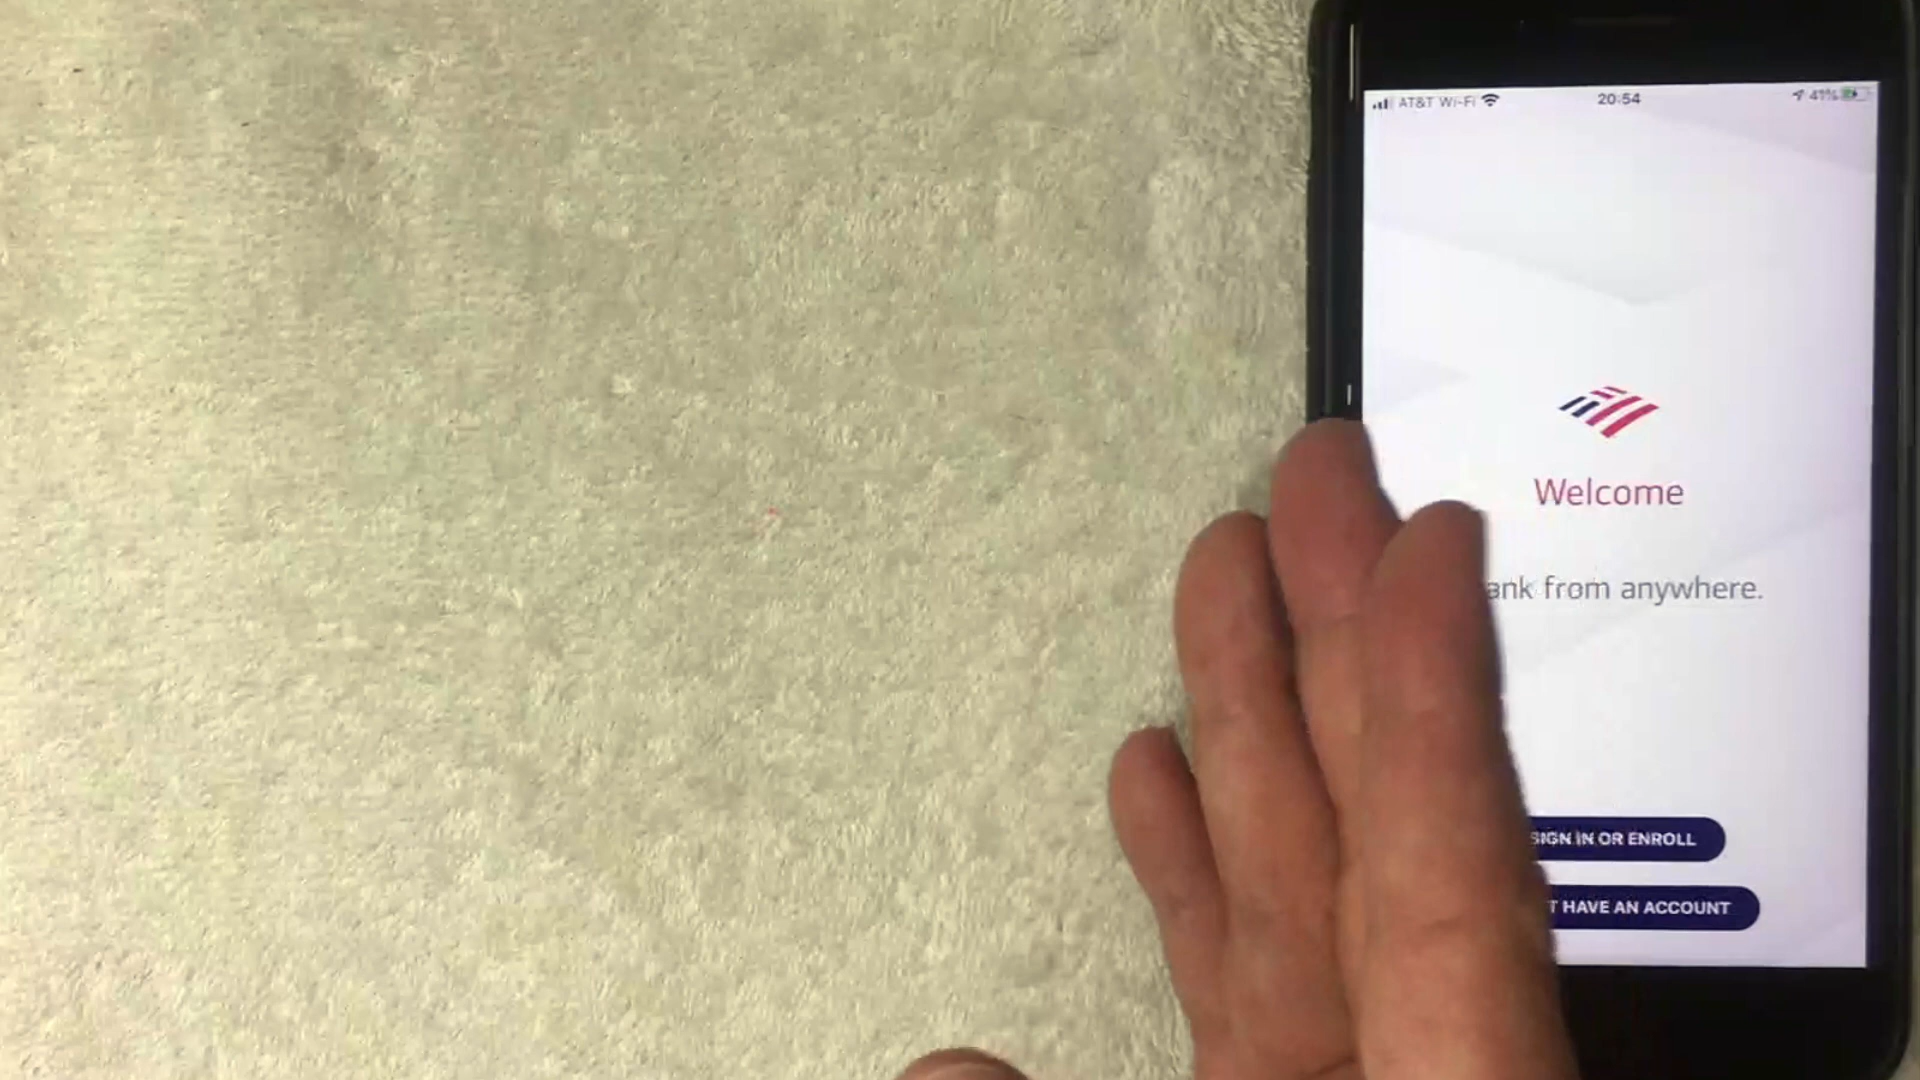 AT&T Wi-Fi 20:54 41%
Welcome
ank from anywhere.
SIGN IN OR ENROLL
T HAVE AN ACCOUNT